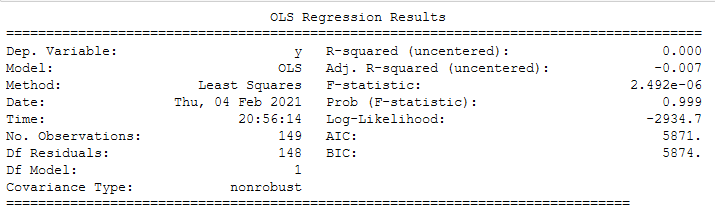 OLS Regression Results
==========================================================================================
Dep. Variable: y R-squared (uncentered): 0.000
Model: OLS Adj. R-squared (uncentered): -0.007
Method: Least Squares F-statistic: 2.492e-06
Date: Thu, 04 Feb 2021 Prob (F-statistic): 0.999
Time: 20:56:14 Log-Likelihood: -2934.7
No. Observations: 149 AIC: 5871.
Df Residuals: 148 BIC: 5874.
Df Model: 1
Covariance Type: nonrobust
==============================================================================